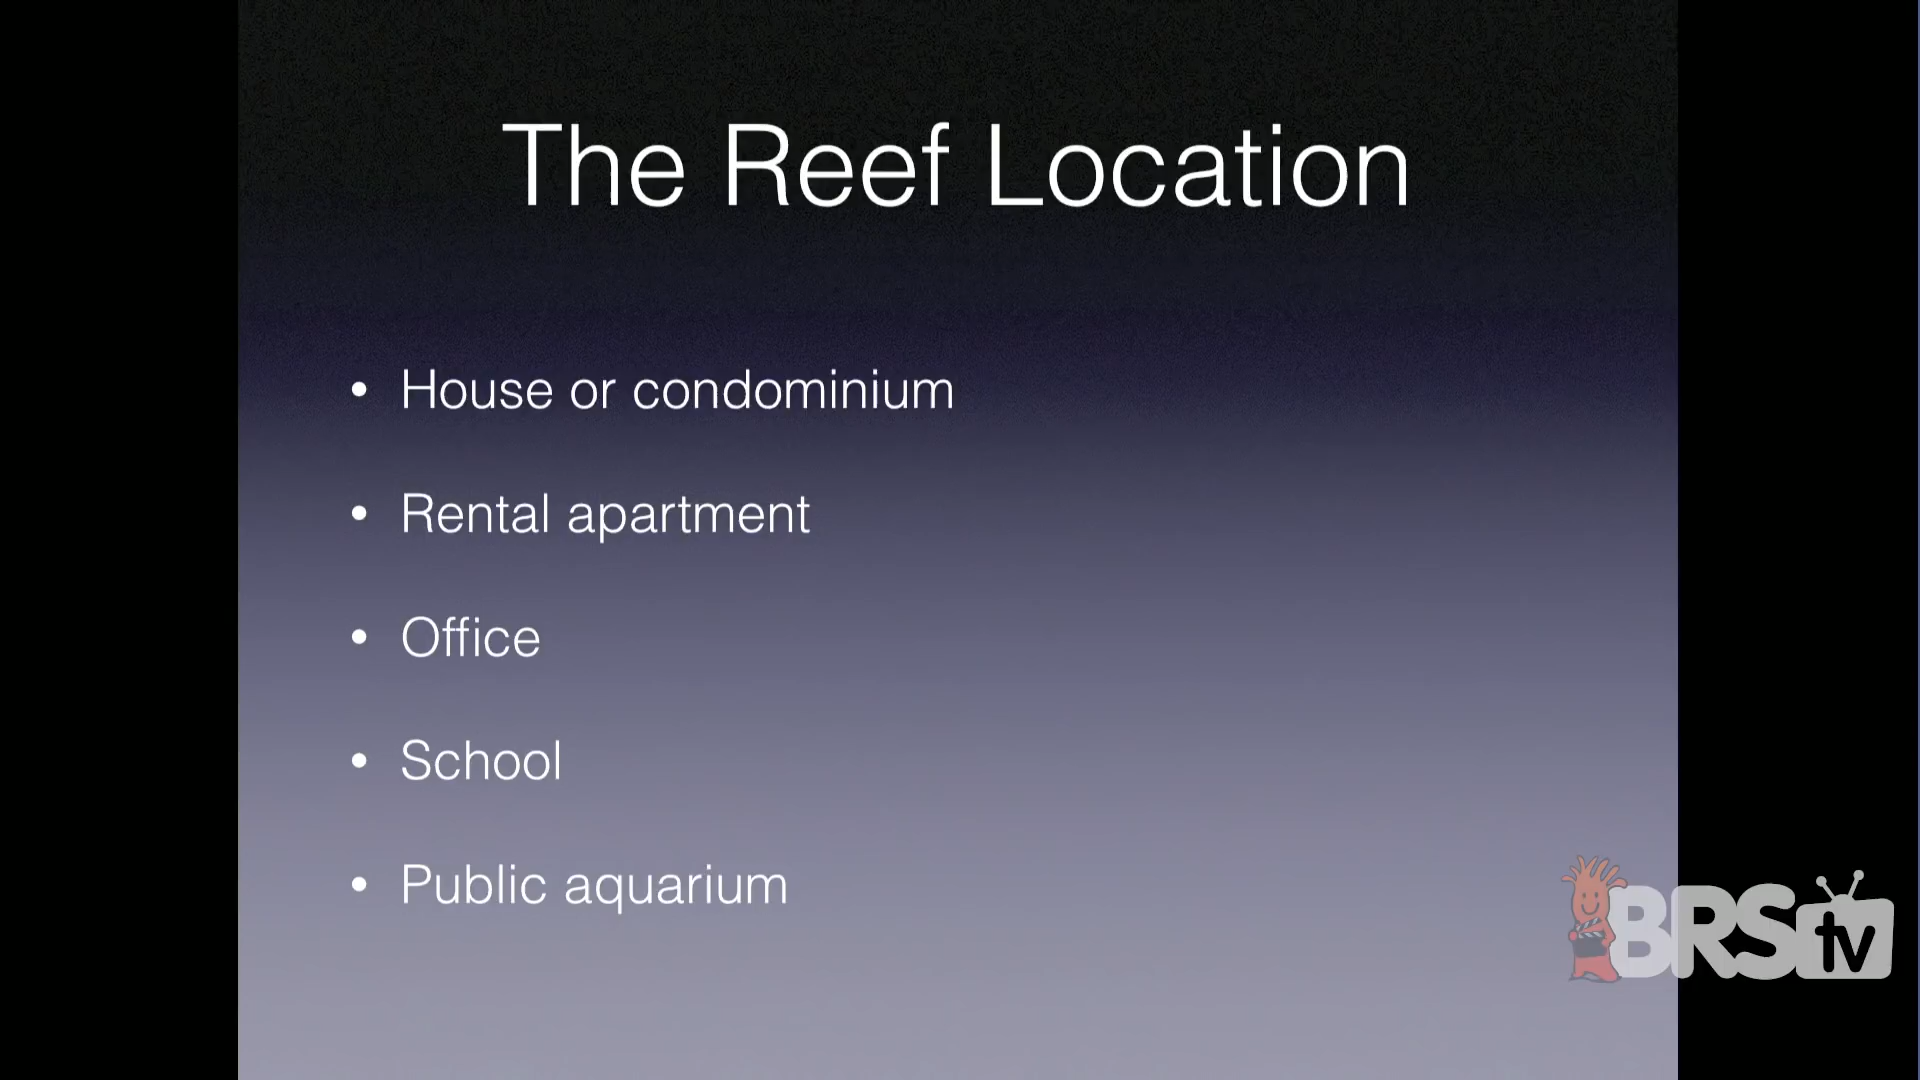 The Reef Location
• House or condominium
• Rental apartment
• Office
• School
• Public aquarium
BRStv